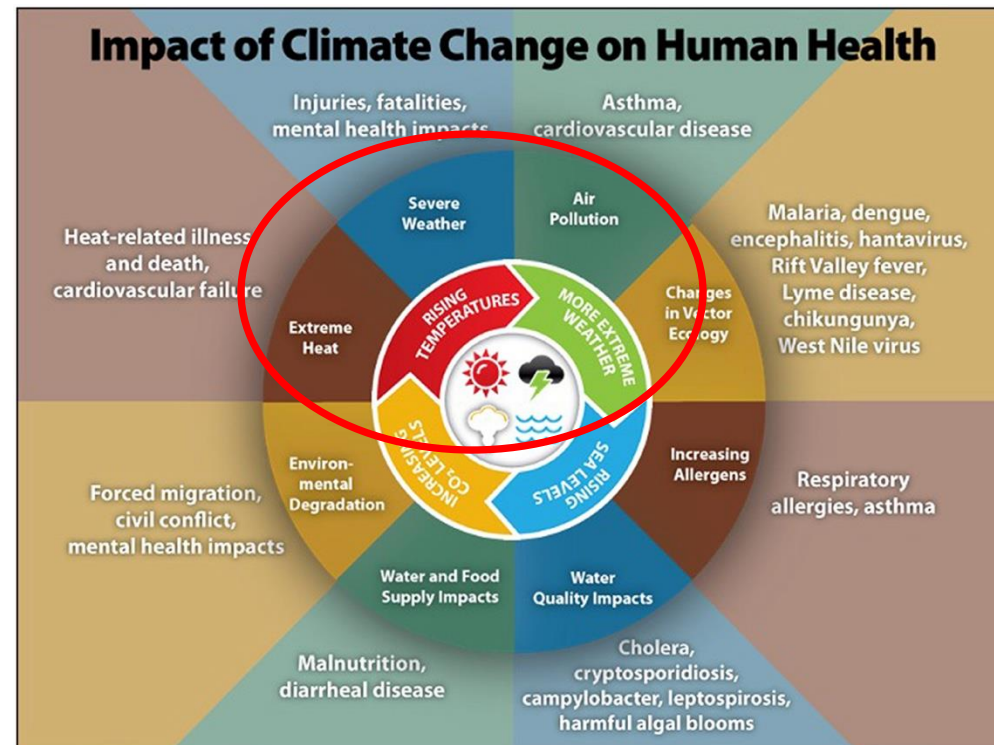 Impact of Climate Change on Human Health
Injuries, fatalities,
mental health impacts
Asthma,
cardiovascular disease
Severe
Weather
Air
Pollution
Heat-related illness
and death,
cardiovascular failure
Malaria, dengue,
encephalitis, hantavirus,
Rift Valley fever,
Lyme disease,
chikungunya,
West Nile virus
Extreme
Heat
Changes
in Vector
Ecology
RISING
TEMPERATURES
MORE EXTREME
WEATHER
INCREASING
CO₂ LEVELS
RISING
SEA LEVELS
Environ-
mental
Degradation
Increasing
Allergens
Forced migration,
civil conflict,
mental health impacts
Respiratory
allergies, asthma
Water and Food
Supply Impacts
Water
Quality Impacts
Malnutrition,
diarrheal disease
Cholera,
cryptosporidiosis,
campylobacter, leptospirosis,
harmful algal blooms